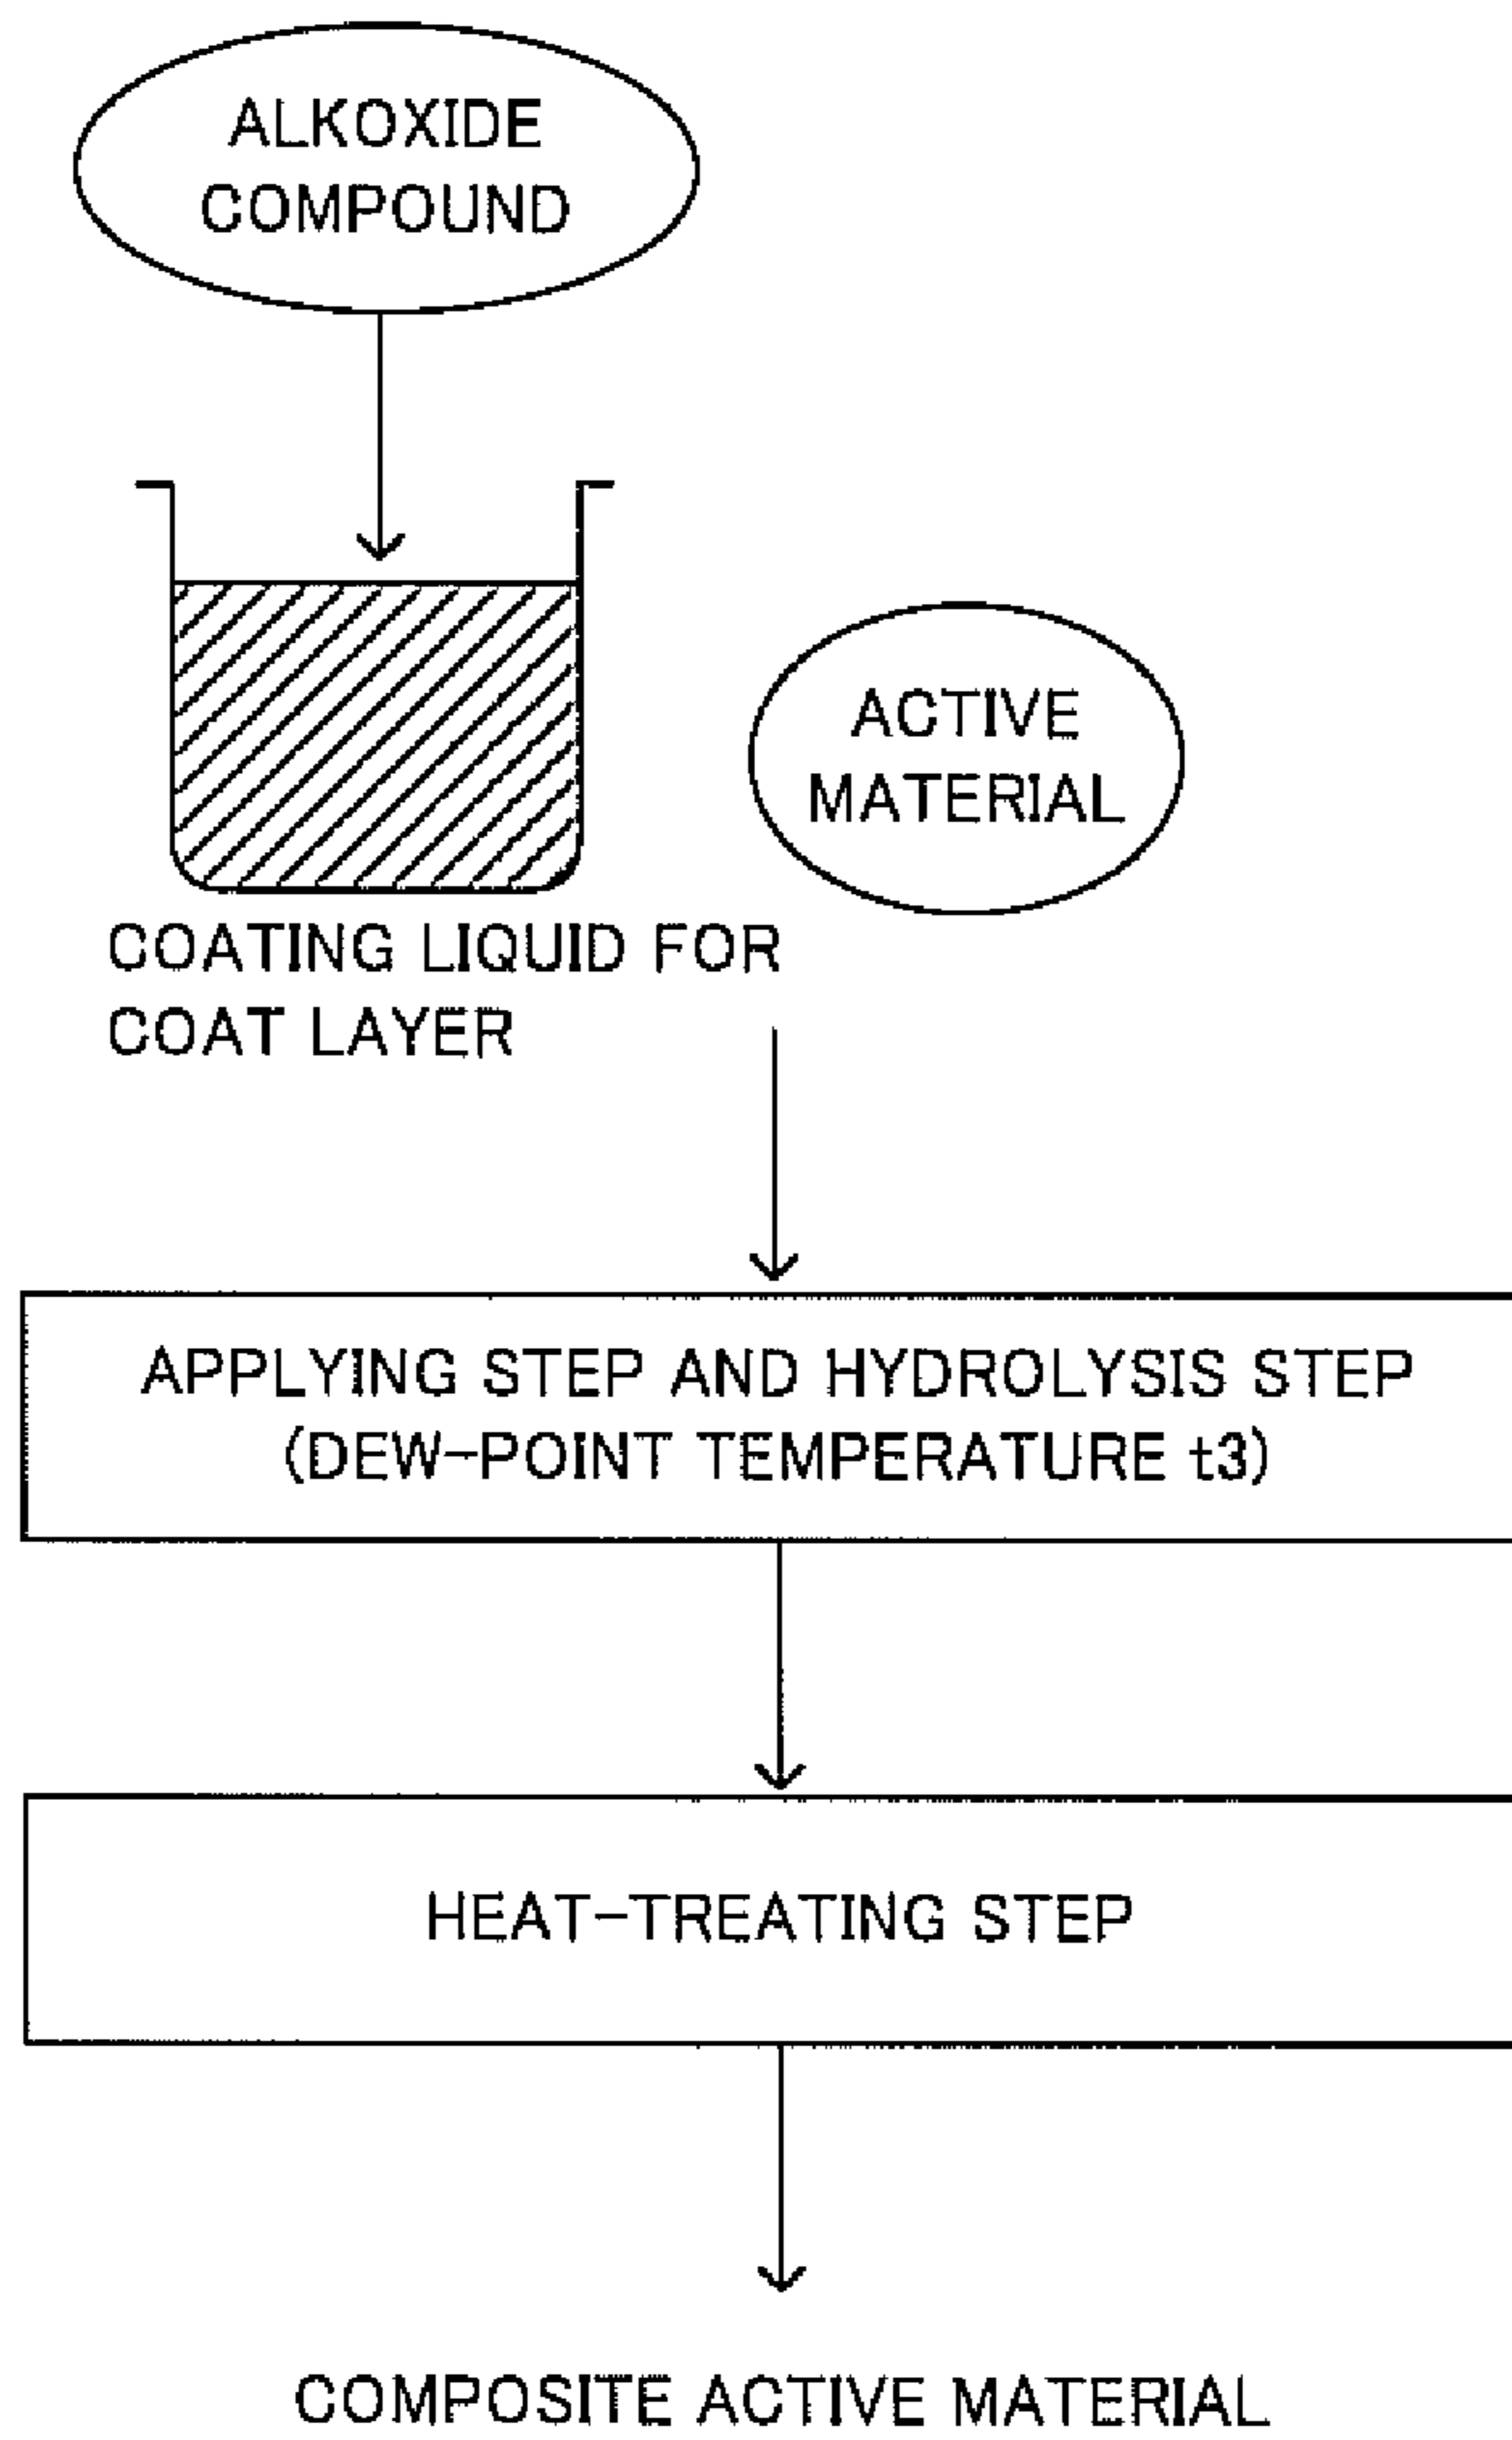 ALKOXIDE
COMPOUND
ACTIVE
MATERIAL
COATING LIQUID FOR
COAT LAYER
APPLYING STEP AND HYDROLYSIS STEP
(DEW-POINT TEMPERATURE t3)
HEAT-TREATING STEP
COMPOSITE ACTIVE MATERIAL